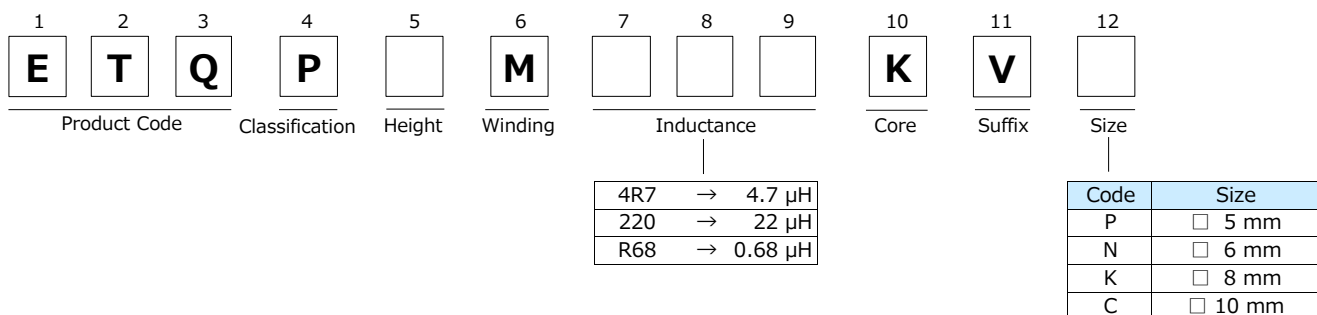 1 2 3 4 5 6 7 8 9 10 11 12
E T Q P M K V
Product Code Classification Height Winding Inductance Core Suffix Size
4R7 → 4.7 µH
220 → 22 µH
R68 → 0.68 µH
Code Size
P □ 5 mm
N □ 6 mm
K □ 8 mm
C □ 10 mm